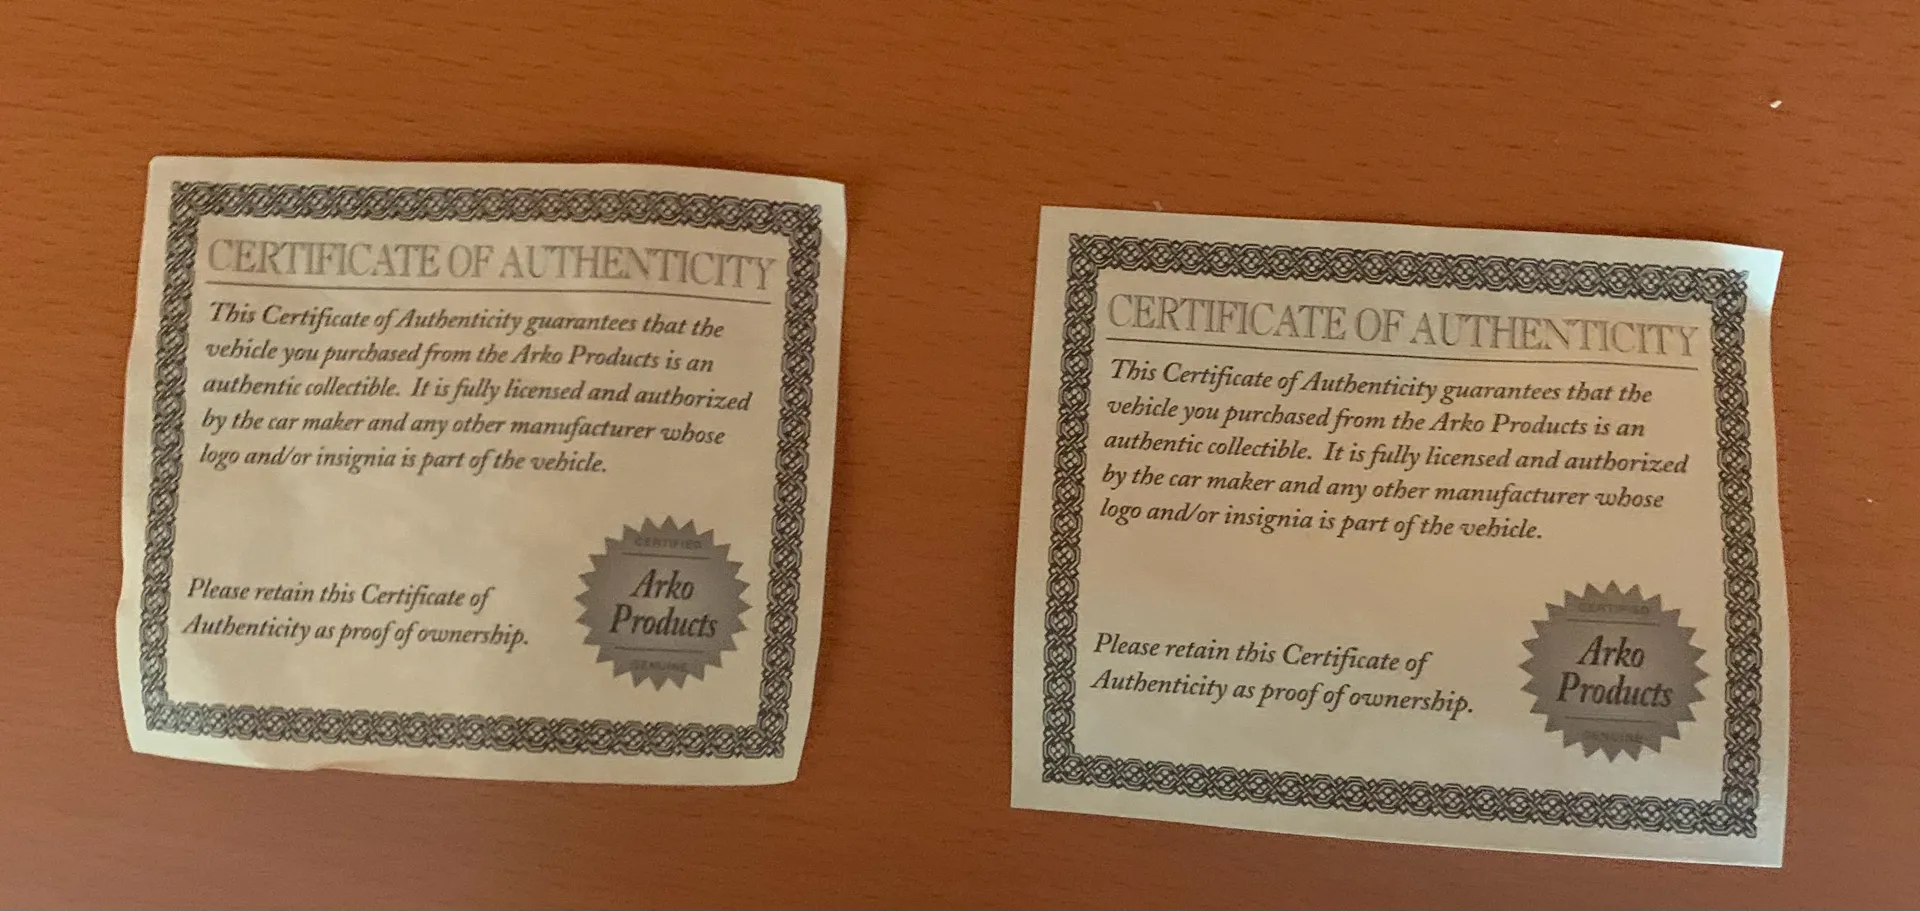 CERTIFICATE OF AUTHENTICITY
This Certificate of Authenticity guarantees that the
vehicle you purchased from the Arko Products is an
authentic collectible. It is fully licensed and authorized
by the car maker and any other manufacturer whose
logo and/or insignia is part of the vehicle.
Please retain this Certificate of
Authenticity as proof of ownership.
CERTIFIED
Arko
Products
GENUINE
CERTIFICATE OF AUTHENTICITY
This Certificate of Authenticity guarantees that the
vehicle you purchased from the Arko Products is an
authentic collectible. It is fully licensed and authorized
by the car maker and any other manufacturer whose
logo and/or insignia is part of the vehicle.
Please retain this Certificate of
Authenticity as proof of ownership.
CERTIFIED
Arko
Products
GENUINE